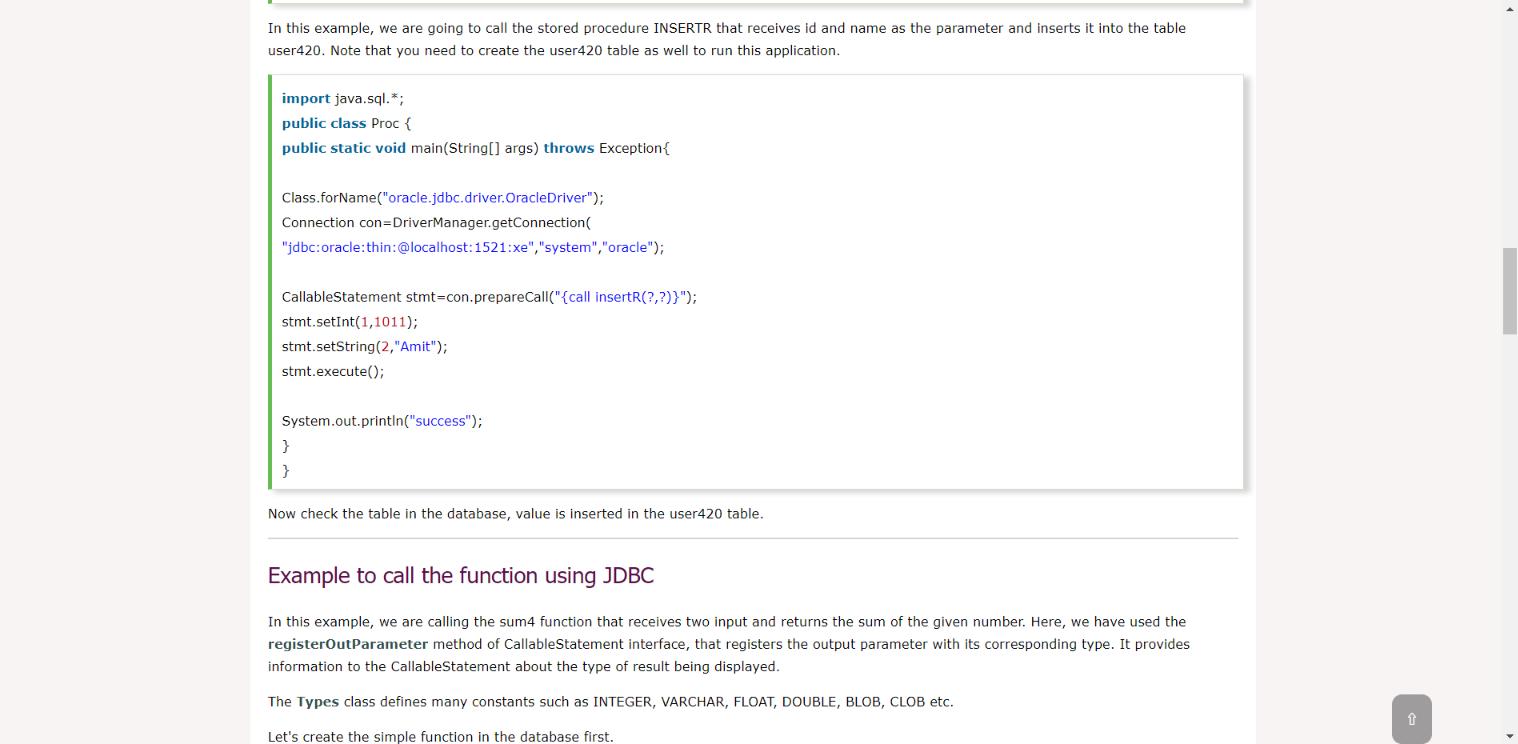 In this example, we are going to call the stored procedure INSERTR that receives id and name as the parameter and inserts it into the table
user420. Note that you need to create the user420 table as well to run this application.
import java.sql.*;
public class Proc {
public static void main(String[] args) throws Exception{
Class.forName("oracle.jdbc.driver.OracleDriver");
Connection con=DriverManager.getConnection(
"jdbc:oracle:thin:@localhost:1521:xe","system","oracle");
CallableStatement stmt=con.prepareCall("{call insertR(?,?)}");
stmt.setInt(1,1011);
stmt.setString(2,"Amit");
stmt.execute();
System.out.println("success");
}
}
Now check the table in the database, value is inserted in the user420 table.
Example to call the function using JDBC
In this example, we are calling the sum4 function that receives two input and returns the sum of the given number. Here, we have used the
registerOutParameter method of CallableStatement interface, that registers the output parameter with its corresponding type. It provides
information to the CallableStatement about the type of result being displayed.
The Types class defines many constants such as INTEGER, VARCHAR, FLOAT, DOUBLE, BLOB, CLOB etc.
Let's create the simple function in the database first.